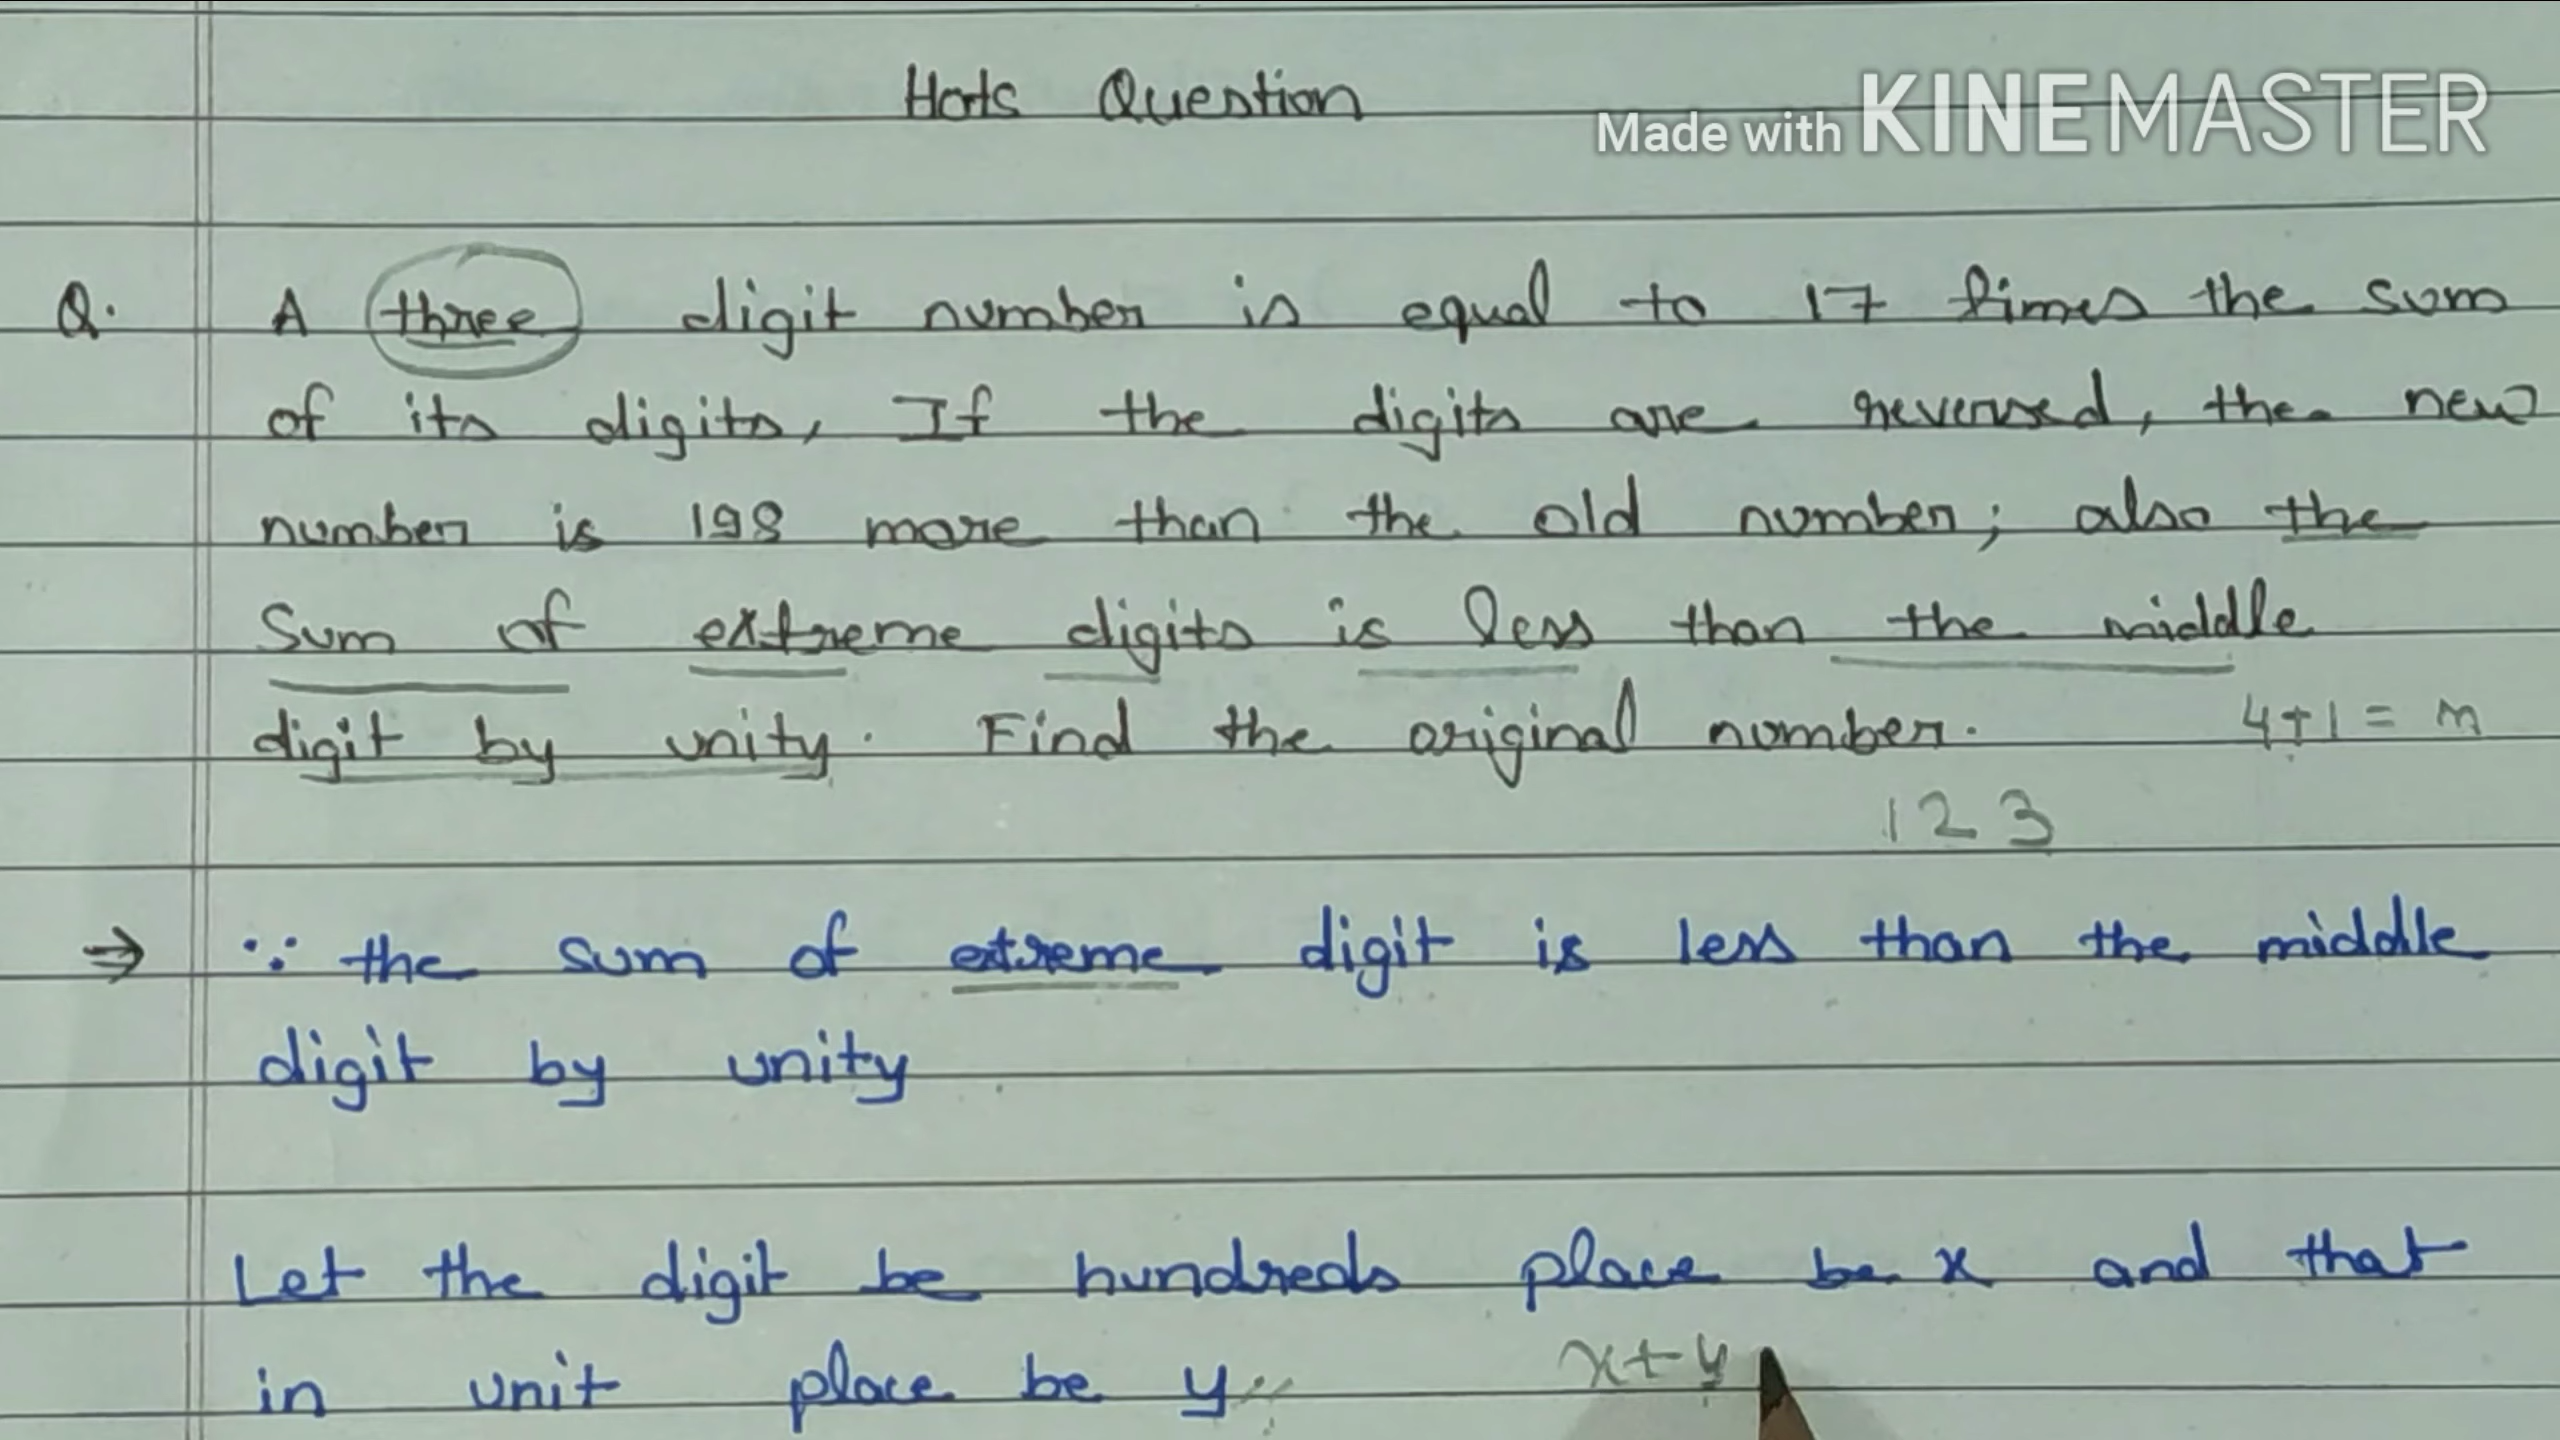 Hots Question
Made with KINEMASTER
Q. A three digit number is equal to 17 times the sum
of its digits, If the digits are reversed, the new
number is 198 more than the old number; also the
Sum of extreme digits is less than the middle
digit by unity. Find the original number. 4+1 = m
1 2 3
→ ∵ the sum of extreme digit is less than the middle
digit by unity
Let the digit be hundreds place be x and that
in unit place be y
x+y